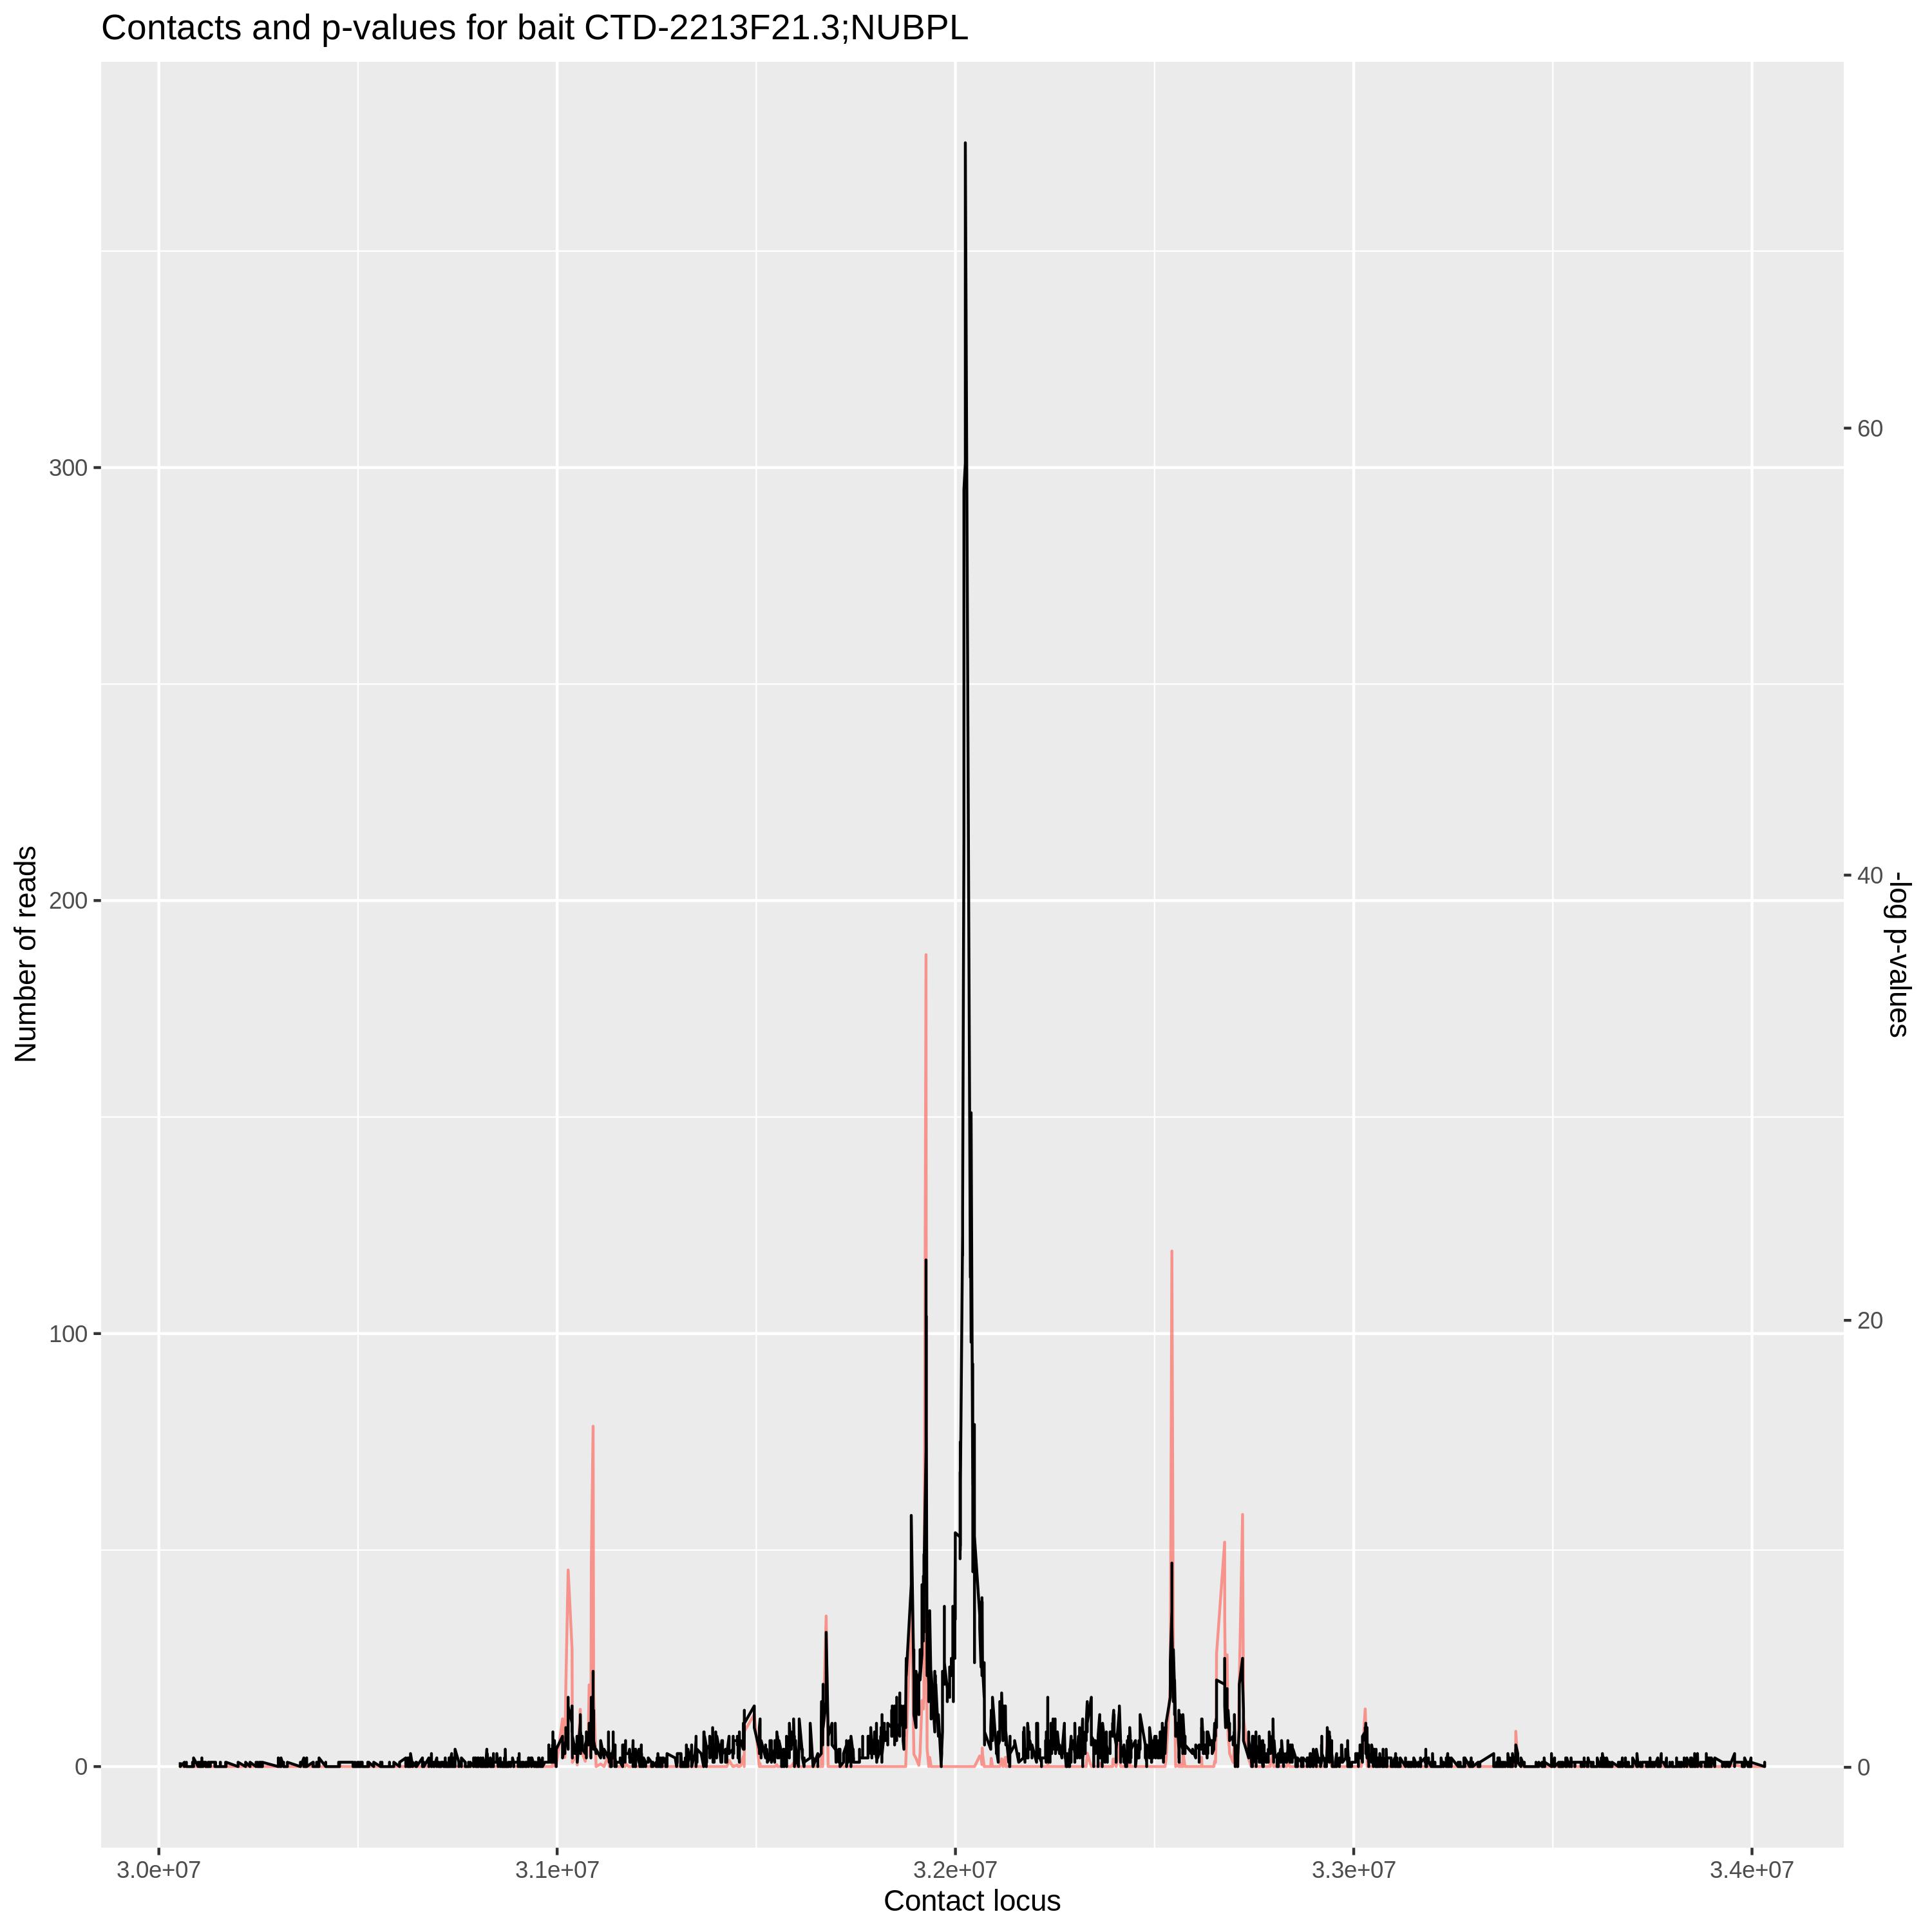 Contacts and p-values for bait CTD-2213F21.3;NUBPL
Number of reads
300
200
100
0
60
40
20
0
-log p-values
3.0e+07
3.1e+07
3.2e+07
3.3e+07
3.4e+07
Contact locus